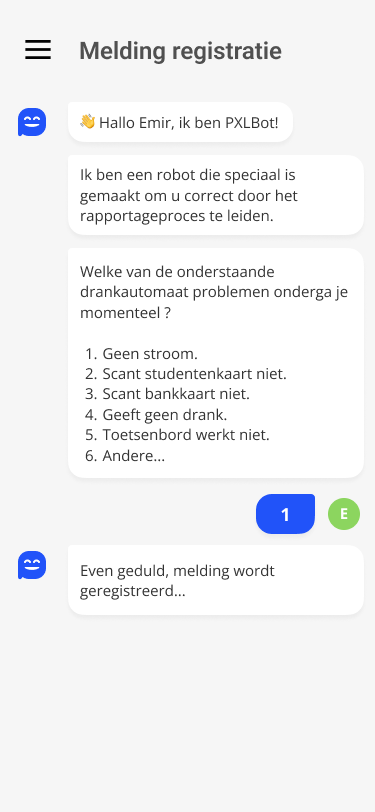 Melding registratie
👋 Hallo Emir, ik ben PXLBot!
Ik ben een robot die speciaal is
gemaakt om u correct door het
rapportageproces te leiden.
Welke van de onderstaande
drankautomaat problemen onderga je
momenteel ?
1. Geen stroom.
2. Scant studentenkaart niet.
3. Scant bankkaart niet.
4. Geeft geen drank.
5. Toetsenbord werkt niet.
6. Andere...
1
E
Even geduld, melding wordt
geregistreerd...